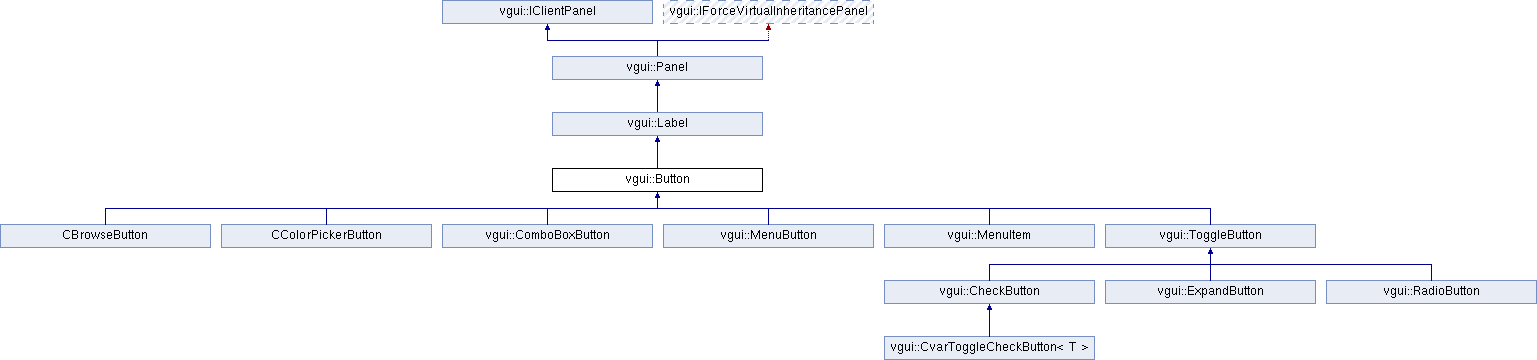 vgui::IClientPanel
vgui::IForceVirtualInheritancePanel
vgui::Panel
vgui::Label
vgui::Button
CBrowseButton
CColorPickerButton
vgui::ComboBoxButton
vgui::MenuButton
vgui::MenuItem
vgui::ToggleButton
vgui::CheckButton
vgui::ExpandButton
vgui::RadioButton
vgui::CvarToggleCheckButton< T >